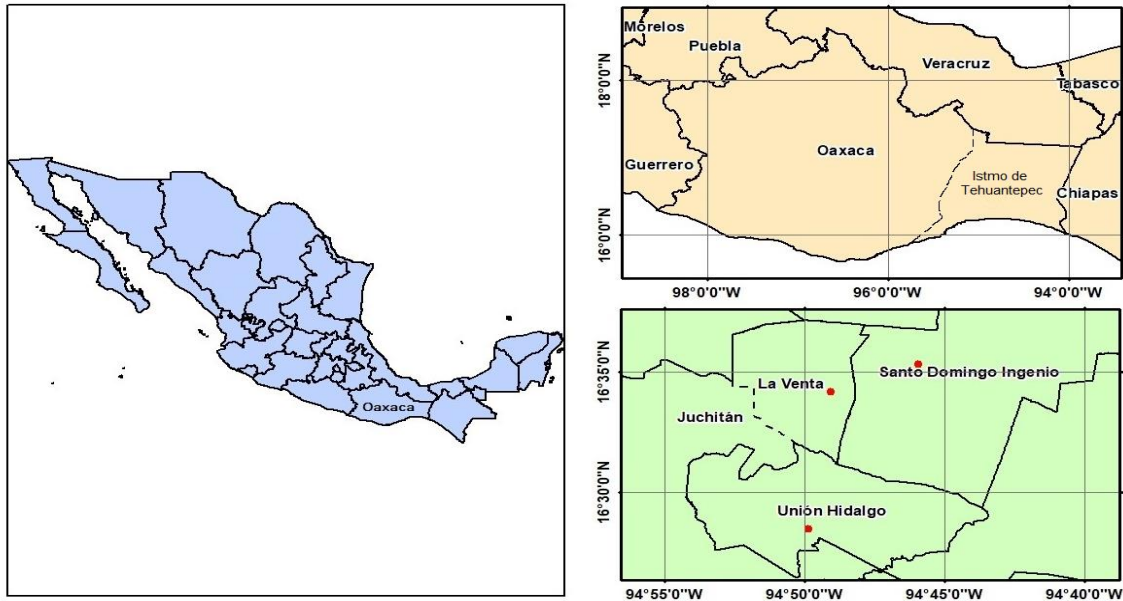 Oaxaca
Morelos
Puebla
Veracruz
Tabasco
18°0'0"N
Oaxaca
Guerrero
Istmo de
Tehuantepec
Chiapas
16°0'0"N
98°0'0"W 96°0'0"W 94°0'0"W
16°35'0"N
Santo Domingo Ingenio
La Venta
Juchitán
16°30'0"N
Unión Hidalgo
94°55'0"W 94°50'0"W 94°45'0"W 94°40'0"W